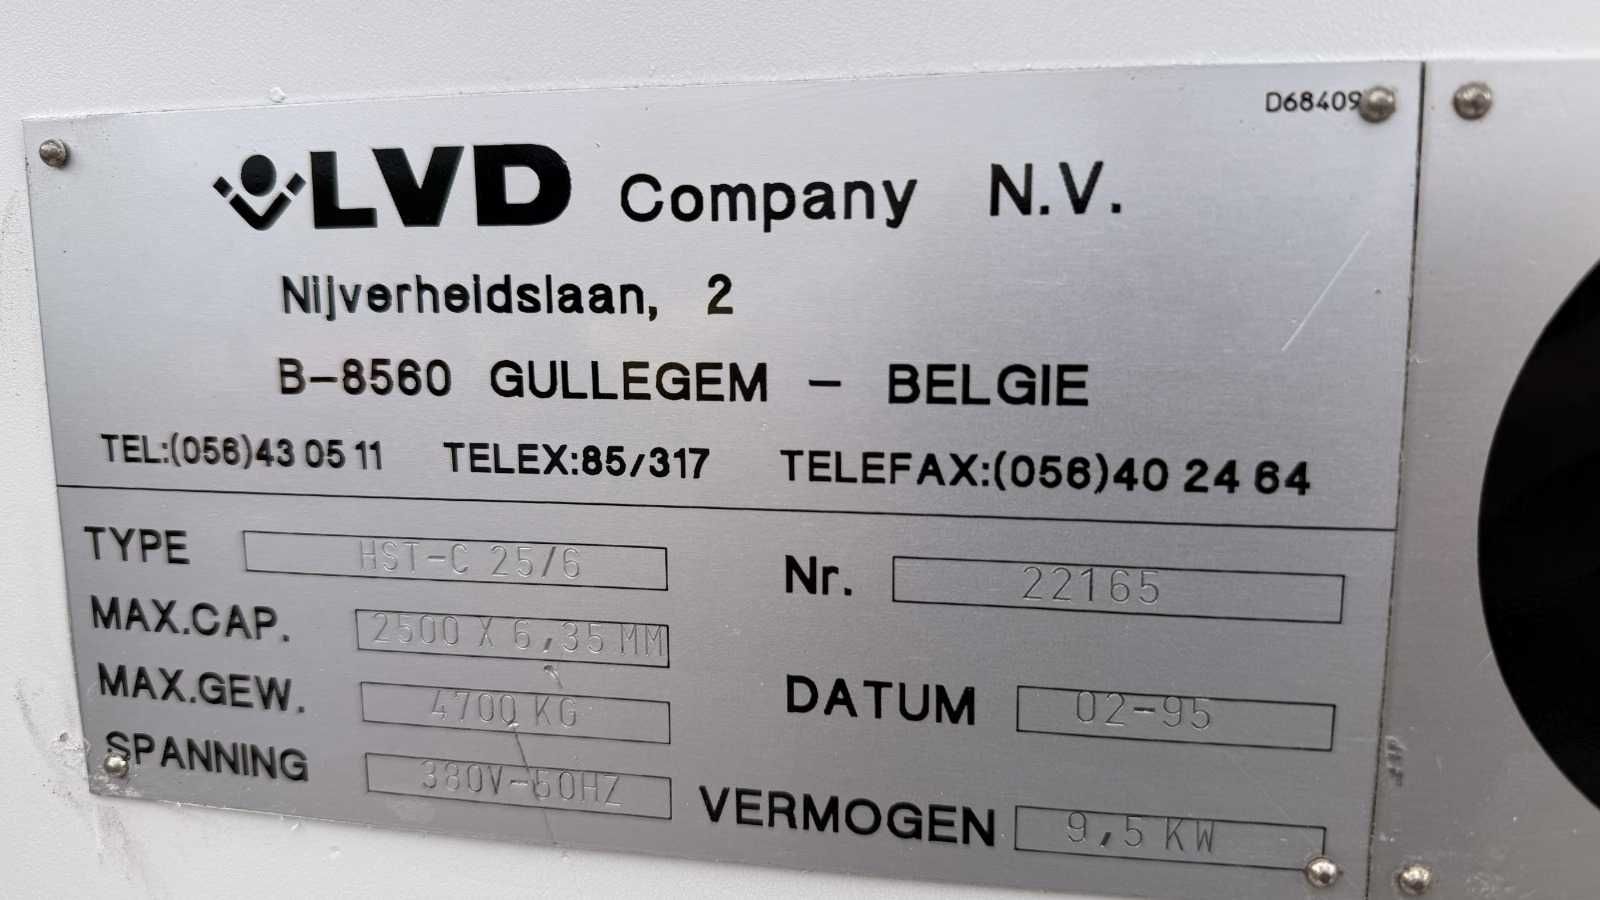 D68409
LVD Company N.V.
Nijverheidslaan, 2
B-8560 GULLEGEM - BELGIE
TEL:(056)43 05 11 TELEX:85/317 TELEFAX:(056)40 24 64
TYPE HST-C 25/6 Nr. 22165
MAX.CAP. 2500 X 6,35 MM
MAX.GEW. 4700 KG DATUM 02-95
SPANNING 380V-50HZ VERMOGEN 9,5 KW